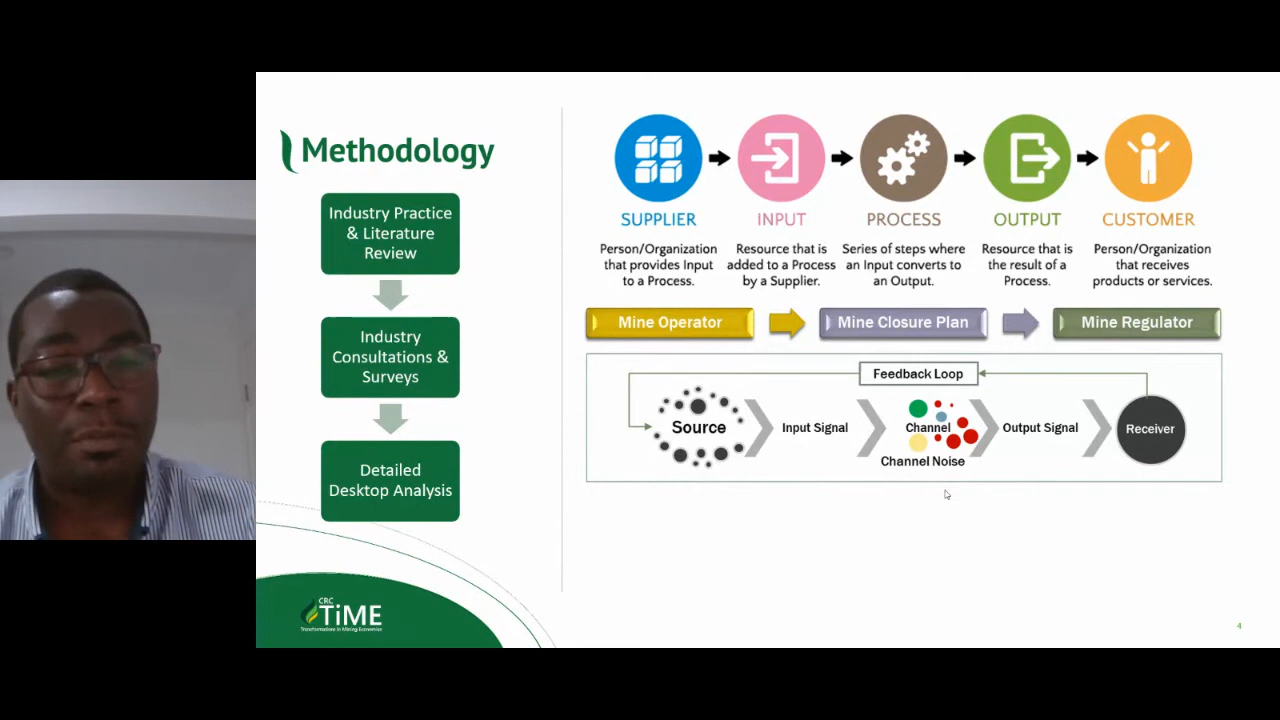 Methodology
Industry Practice
& Literature
Review
Industry
Consultations &
Surveys
Detailed
Desktop Analysis
CRC
TiME
Transformations in Mining Economies
SUPPLIER
INPUT
PROCESS
OUTPUT
CUSTOMER
Person/Organization
that provides Input
to a Process.
Resource that is
added to a Process
by a Supplier.
Series of steps where
an Input converts to
an Output.
Resource that is
the result of a
Process.
Person/Organization
that receives
products or services.
Mine Operator
Mine Closure Plan
Mine Regulator
Feedback Loop
Source
Input Signal
Channel
Channel Noise
Output Signal
Receiver
4